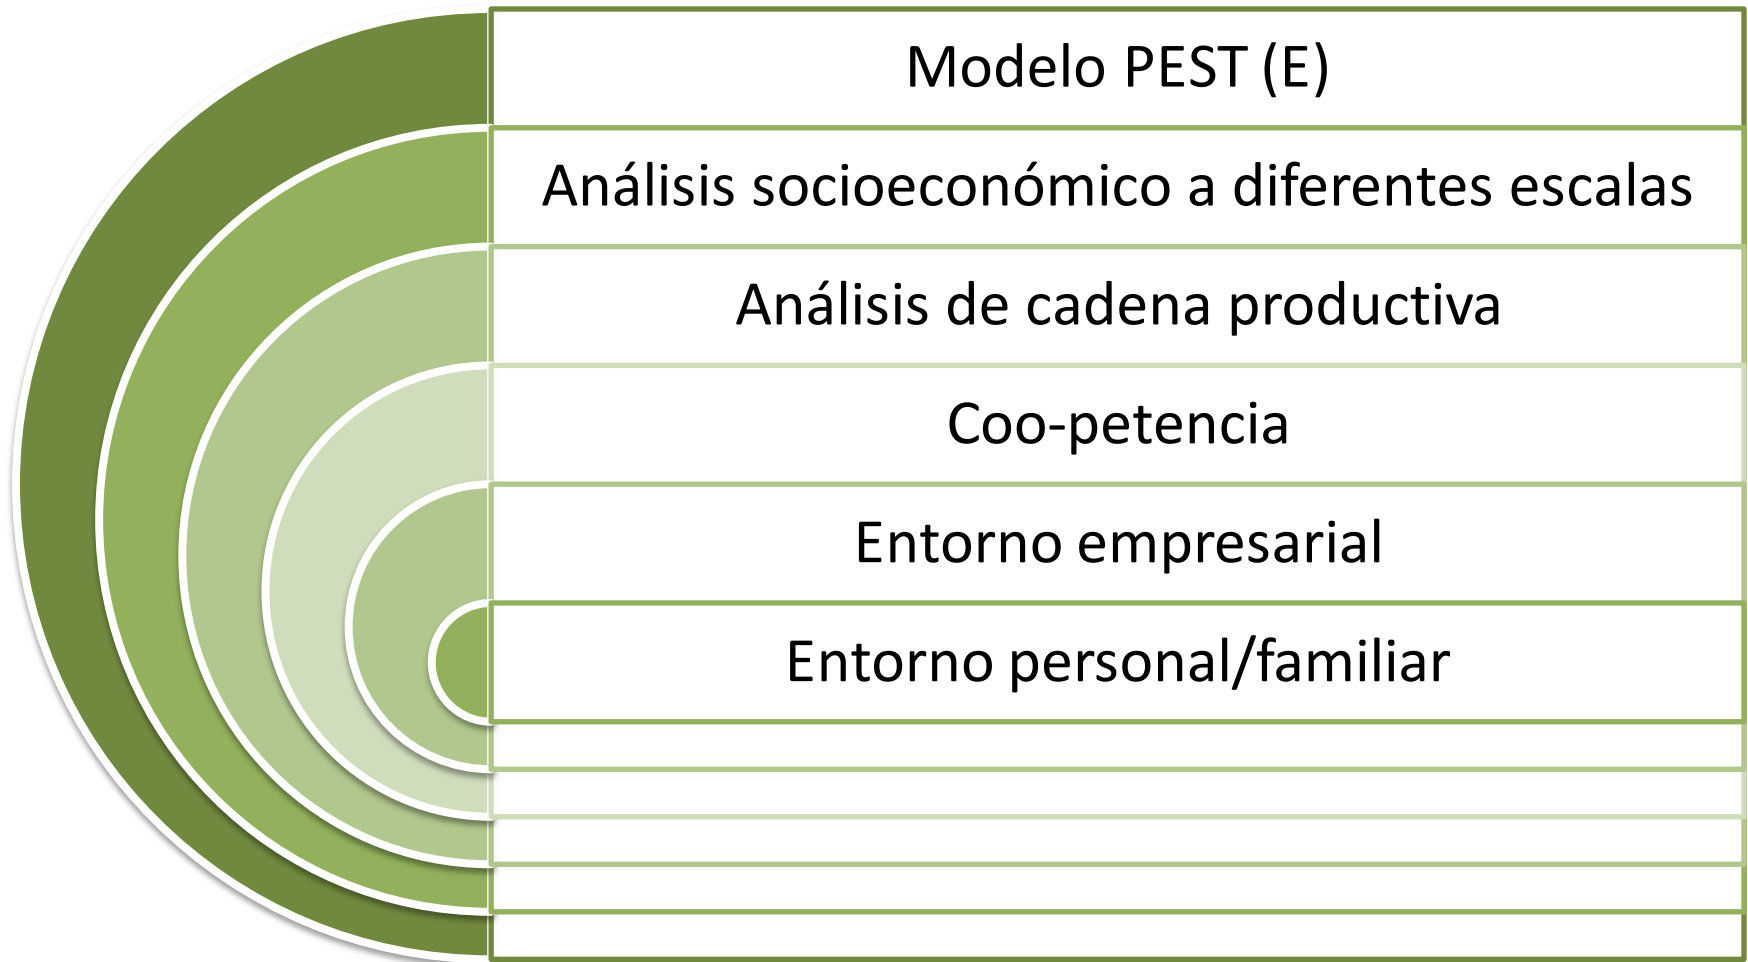 Modelo PEST (E)
Análisis socioeconómico a diferentes escalas
Análisis de cadena productiva
Coo-petencia
Entorno empresarial
Entorno personal/familiar